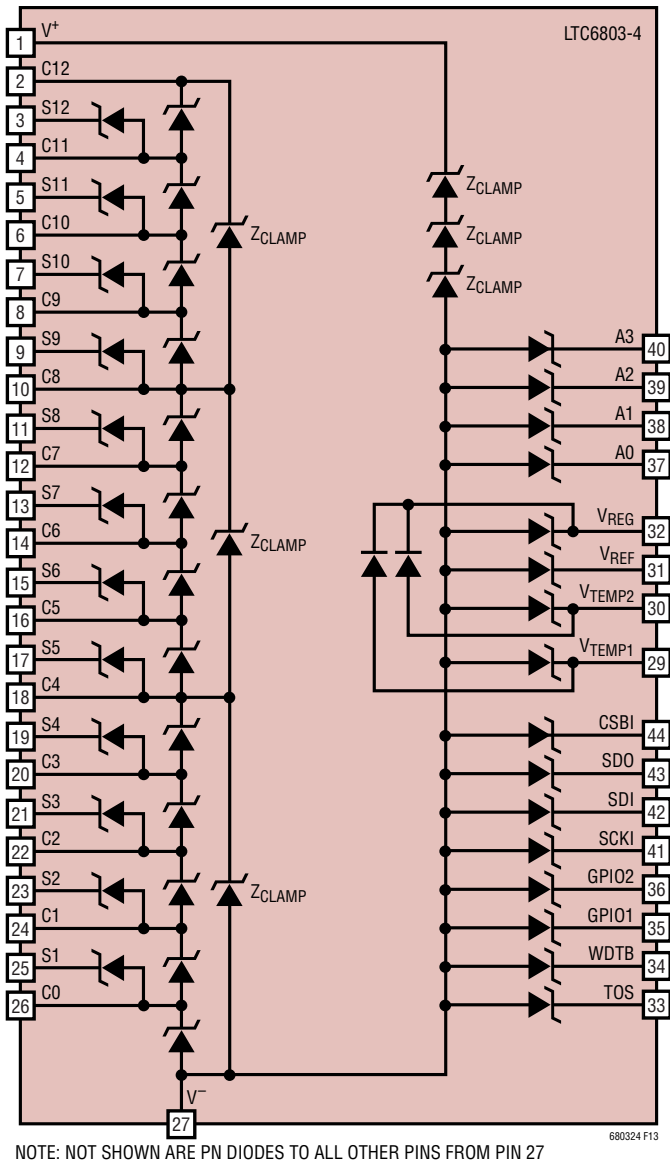 LTC6803-4
1 V+
2 C12
3 S12
4 C11
5 S11
6 C10
7 S10
8 C9
9 S9
10 C8
11 S8
12 C7
13 S7
14 C6
15 S6
16 C5
17 S5
18 C4
19 S4
20 C3
21 S3
22 C2
23 S2
24 C1
25 S1
26 C0
V−
27
ZCLAMP
ZCLAMP
ZCLAMP
ZCLAMP
ZCLAMP
ZCLAMP
A3 40
A2 39
A1 38
A0 37
VREG 32
VREF 31
VTEMP2 30
VTEMP1 29
CSBI 44
SDO 43
SDI 42
SCKI 41
GPIO2 36
GPIO1 35
WDTB 34
TOS 33
680324 F13
NOTE: NOT SHOWN ARE PN DIODES TO ALL OTHER PINS FROM PIN 27